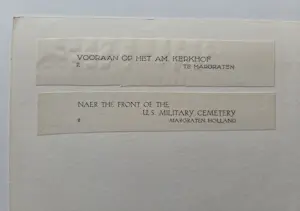 VOORAAN OP HET AM. KERKHOF
TE MARGRATEN
NAER THE FRONT OF THE
U.S. MILITARY CEMETERY
MARGRATEN HOLLAND